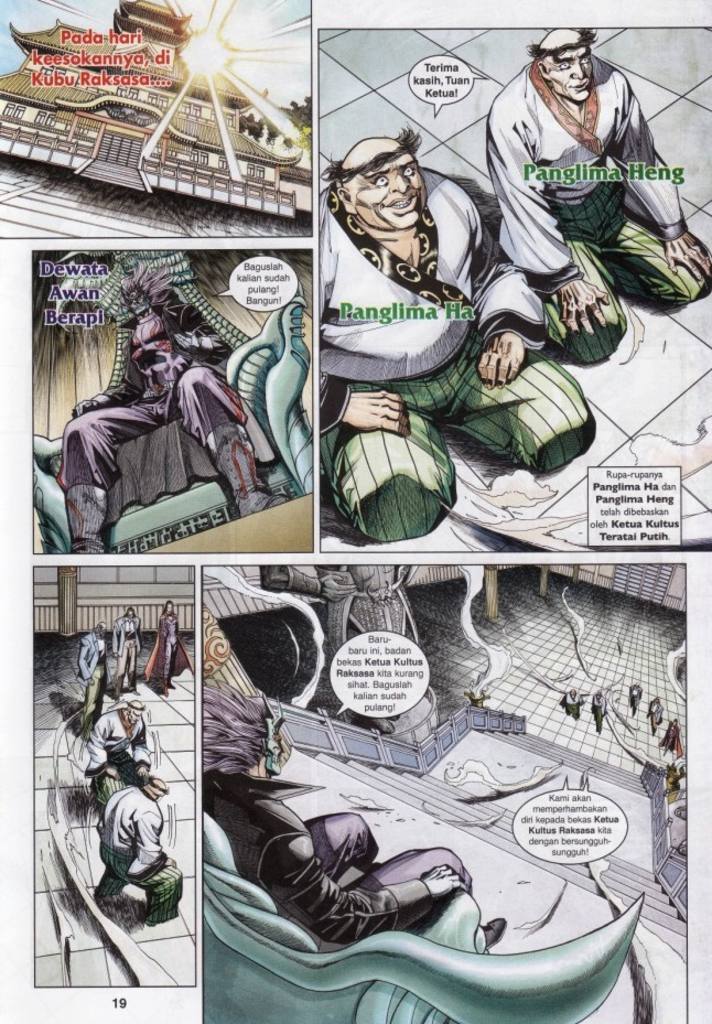 Pada hari
keesokannya, di
Kubu Raksasa....
Terima
kasih, Tuan
Ketua!
Panglima Heng
Panglima Ha
Rupa-rupanya
Panglima Ha dan
Panglima Heng
telah dibebaskan
oleh Ketua Kultus
Teratai Putih.
Dewata
Awan
Berapi
Baguslah
kalian sudah
pulang!
Bangun!
Baru-
baru ini, badan
bekas Ketua Kultus
Raksasa kita kurang
sihat. Baguslah
kalian sudah
pulang!
Kami akan
memperhambakan
diri kepada bekas Ketua
Kultus Raksasa kita
dengan bersungguh-
sungguh!
19